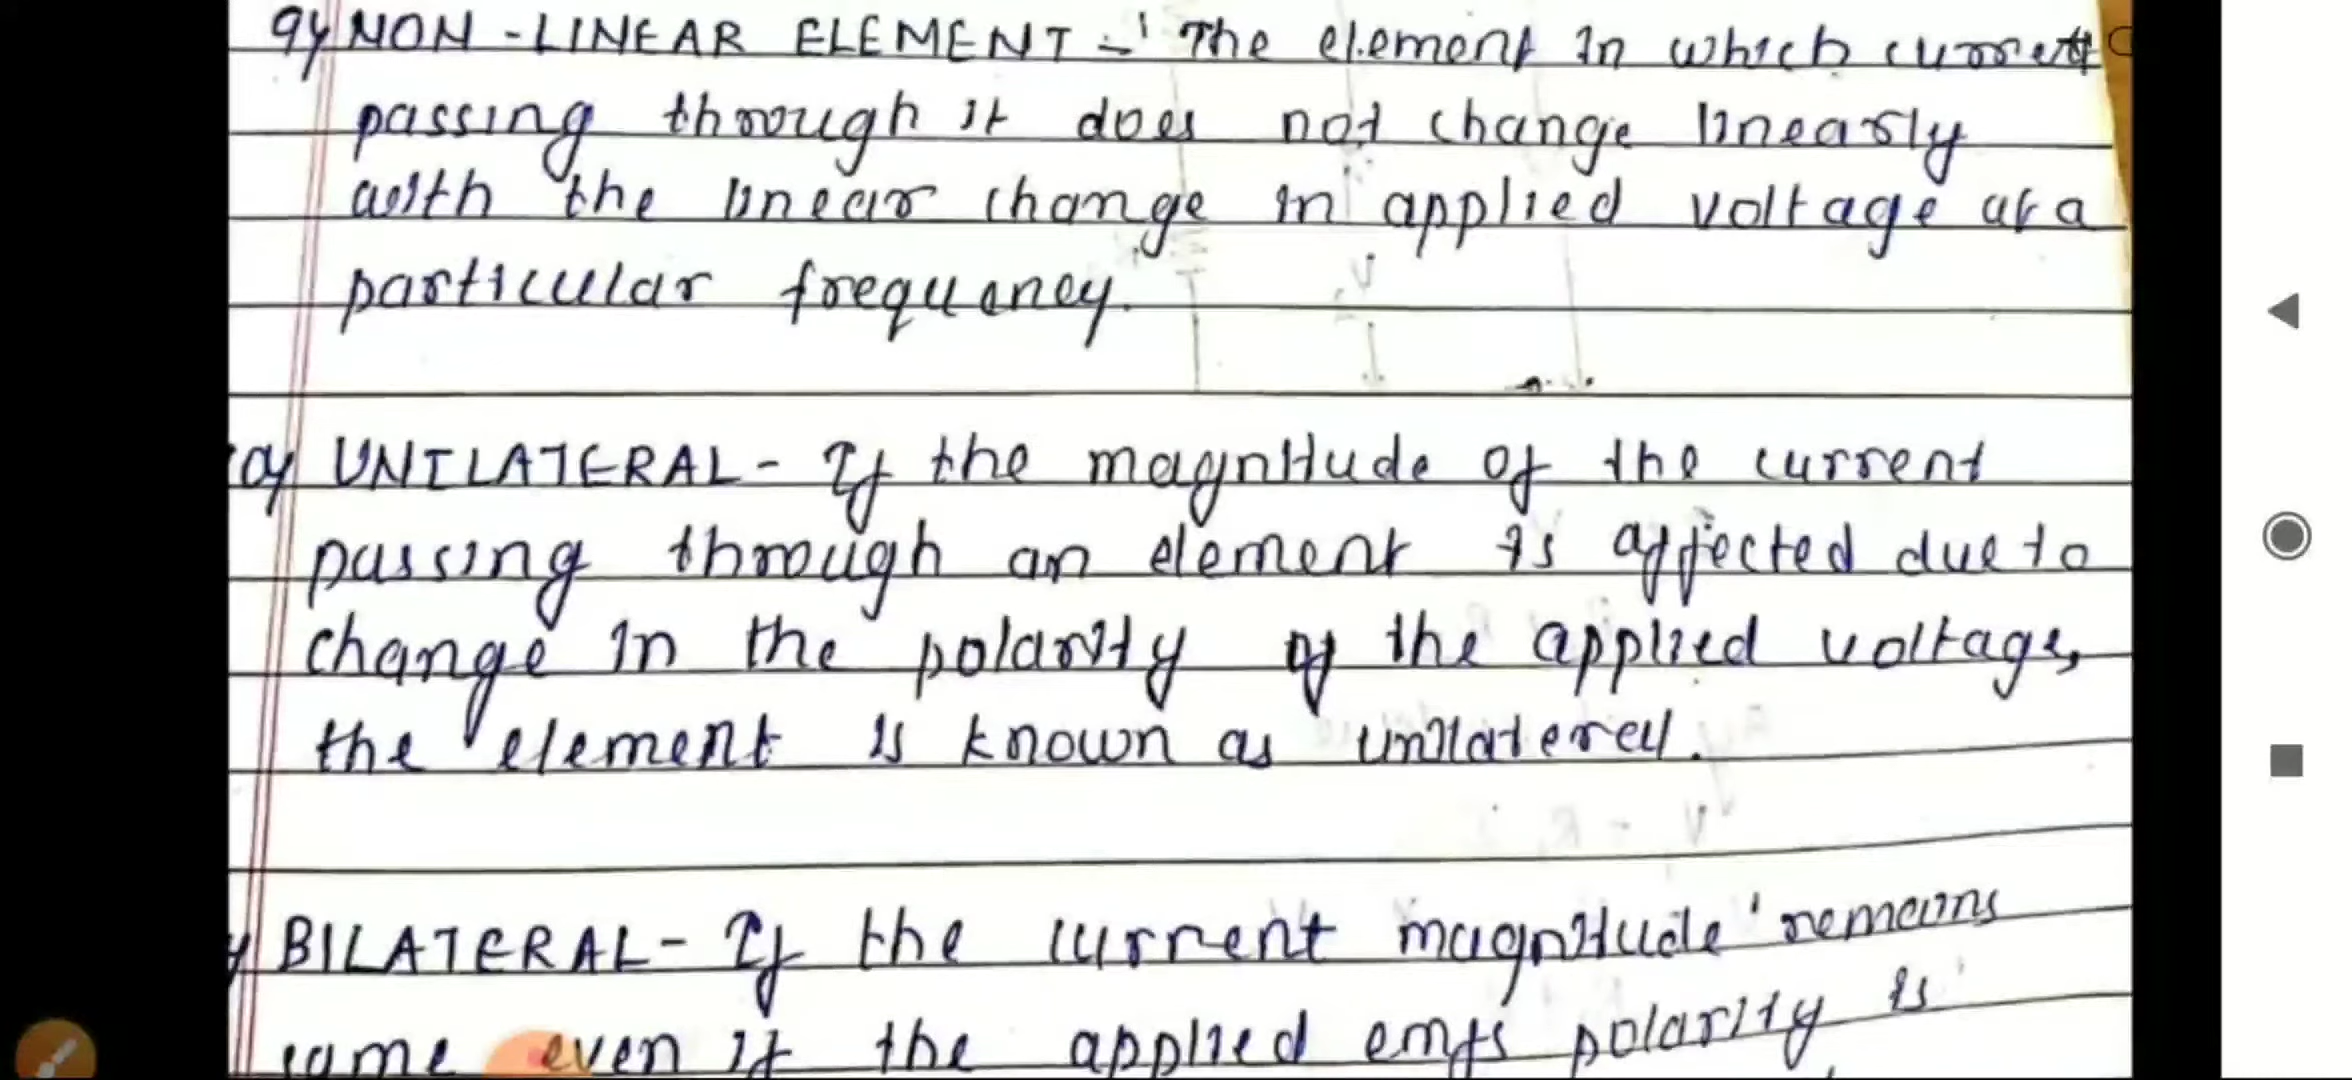 9) NON-LINEAR ELEMENT :- The element in which current
passing through it does not change linearly
with the linear change in applied voltage at a
particular frequency.
10) UNILATERAL - If the magnitude of the current
passing through an element is affected due to
change in the polarity of the applied voltage,
the element is known as unilateral.
BILATERAL - If the current magnitude remains
same even if the applied emfs polarity is